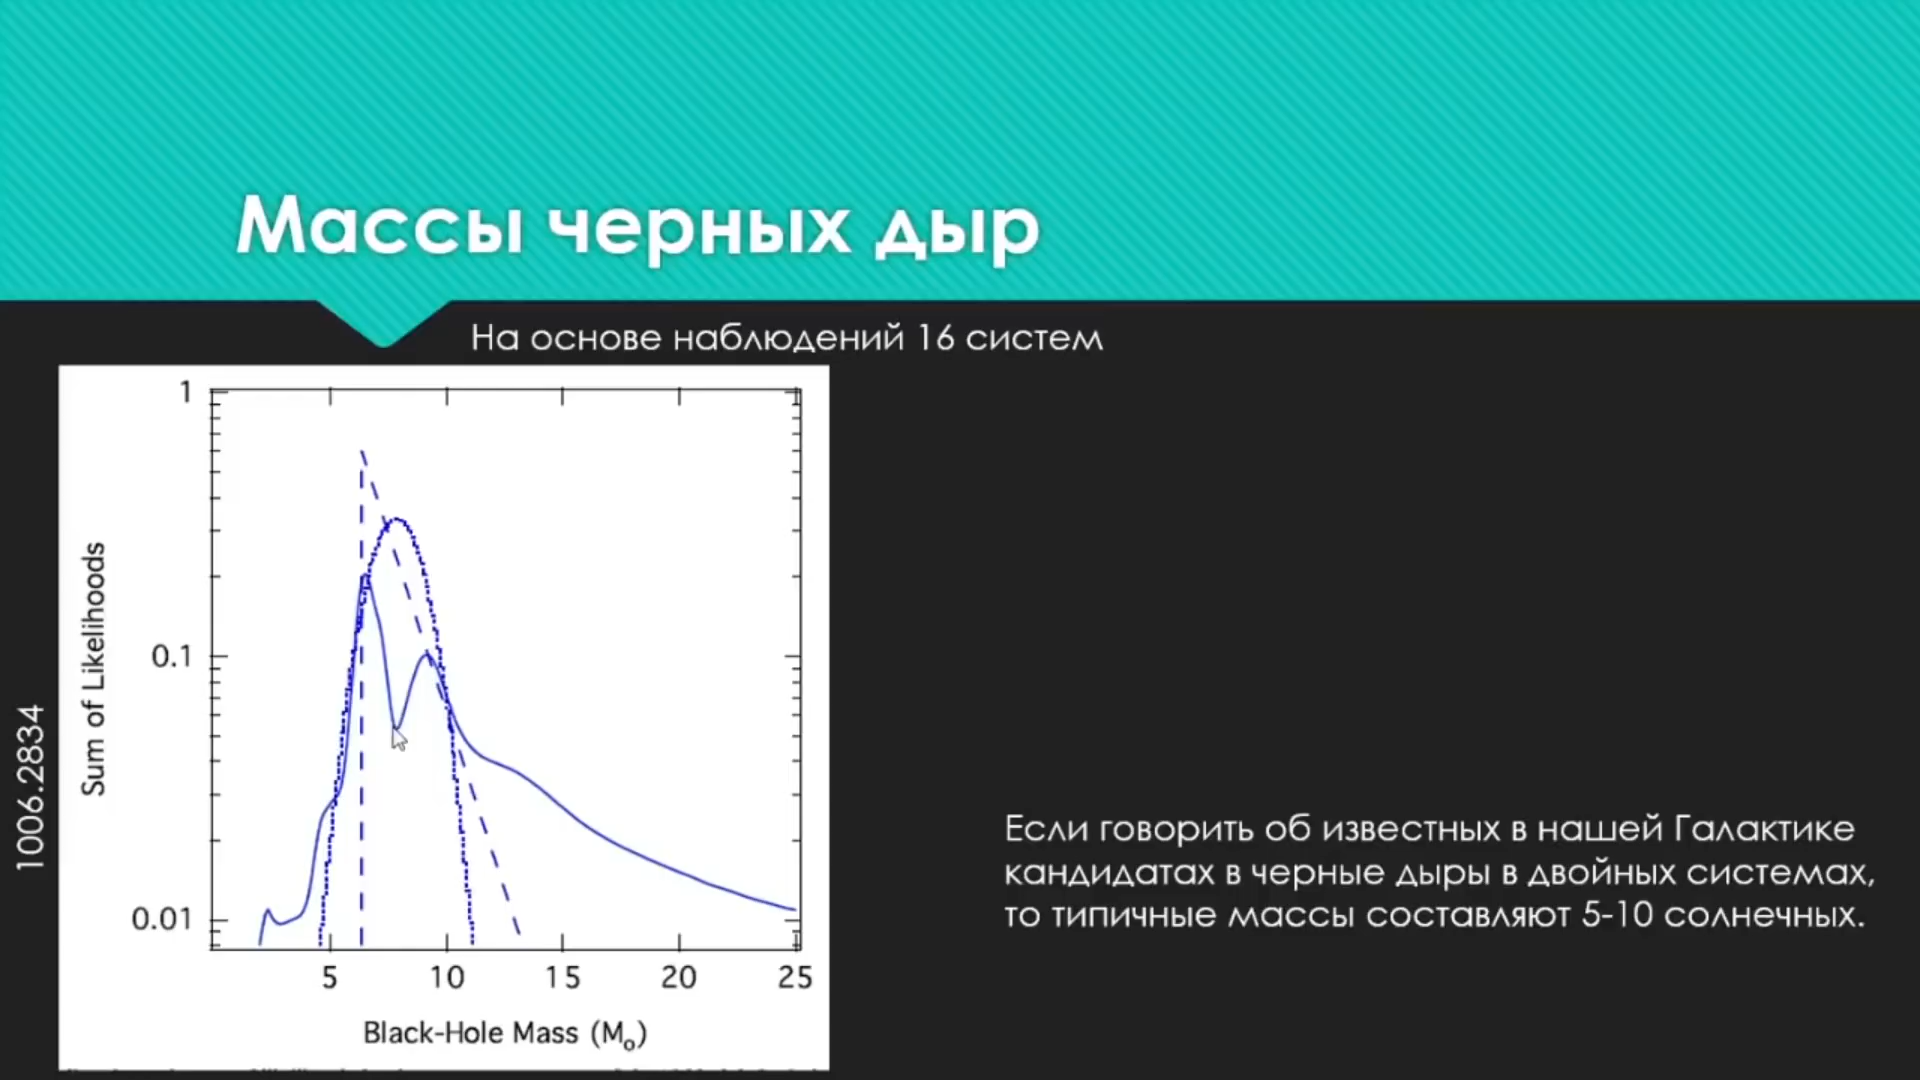 Массы черных дыр
На основе наблюдений 16 систем
1006.2834
Sum of Likelihoods
1
0.1
0.01
5 10 15 20 25
Black-Hole Mass (Mo)
Если говорить об известных в нашей Галактике
кандидатах в черные дыры в двойных системах,
то типичные массы составляют 5-10 солнечных.